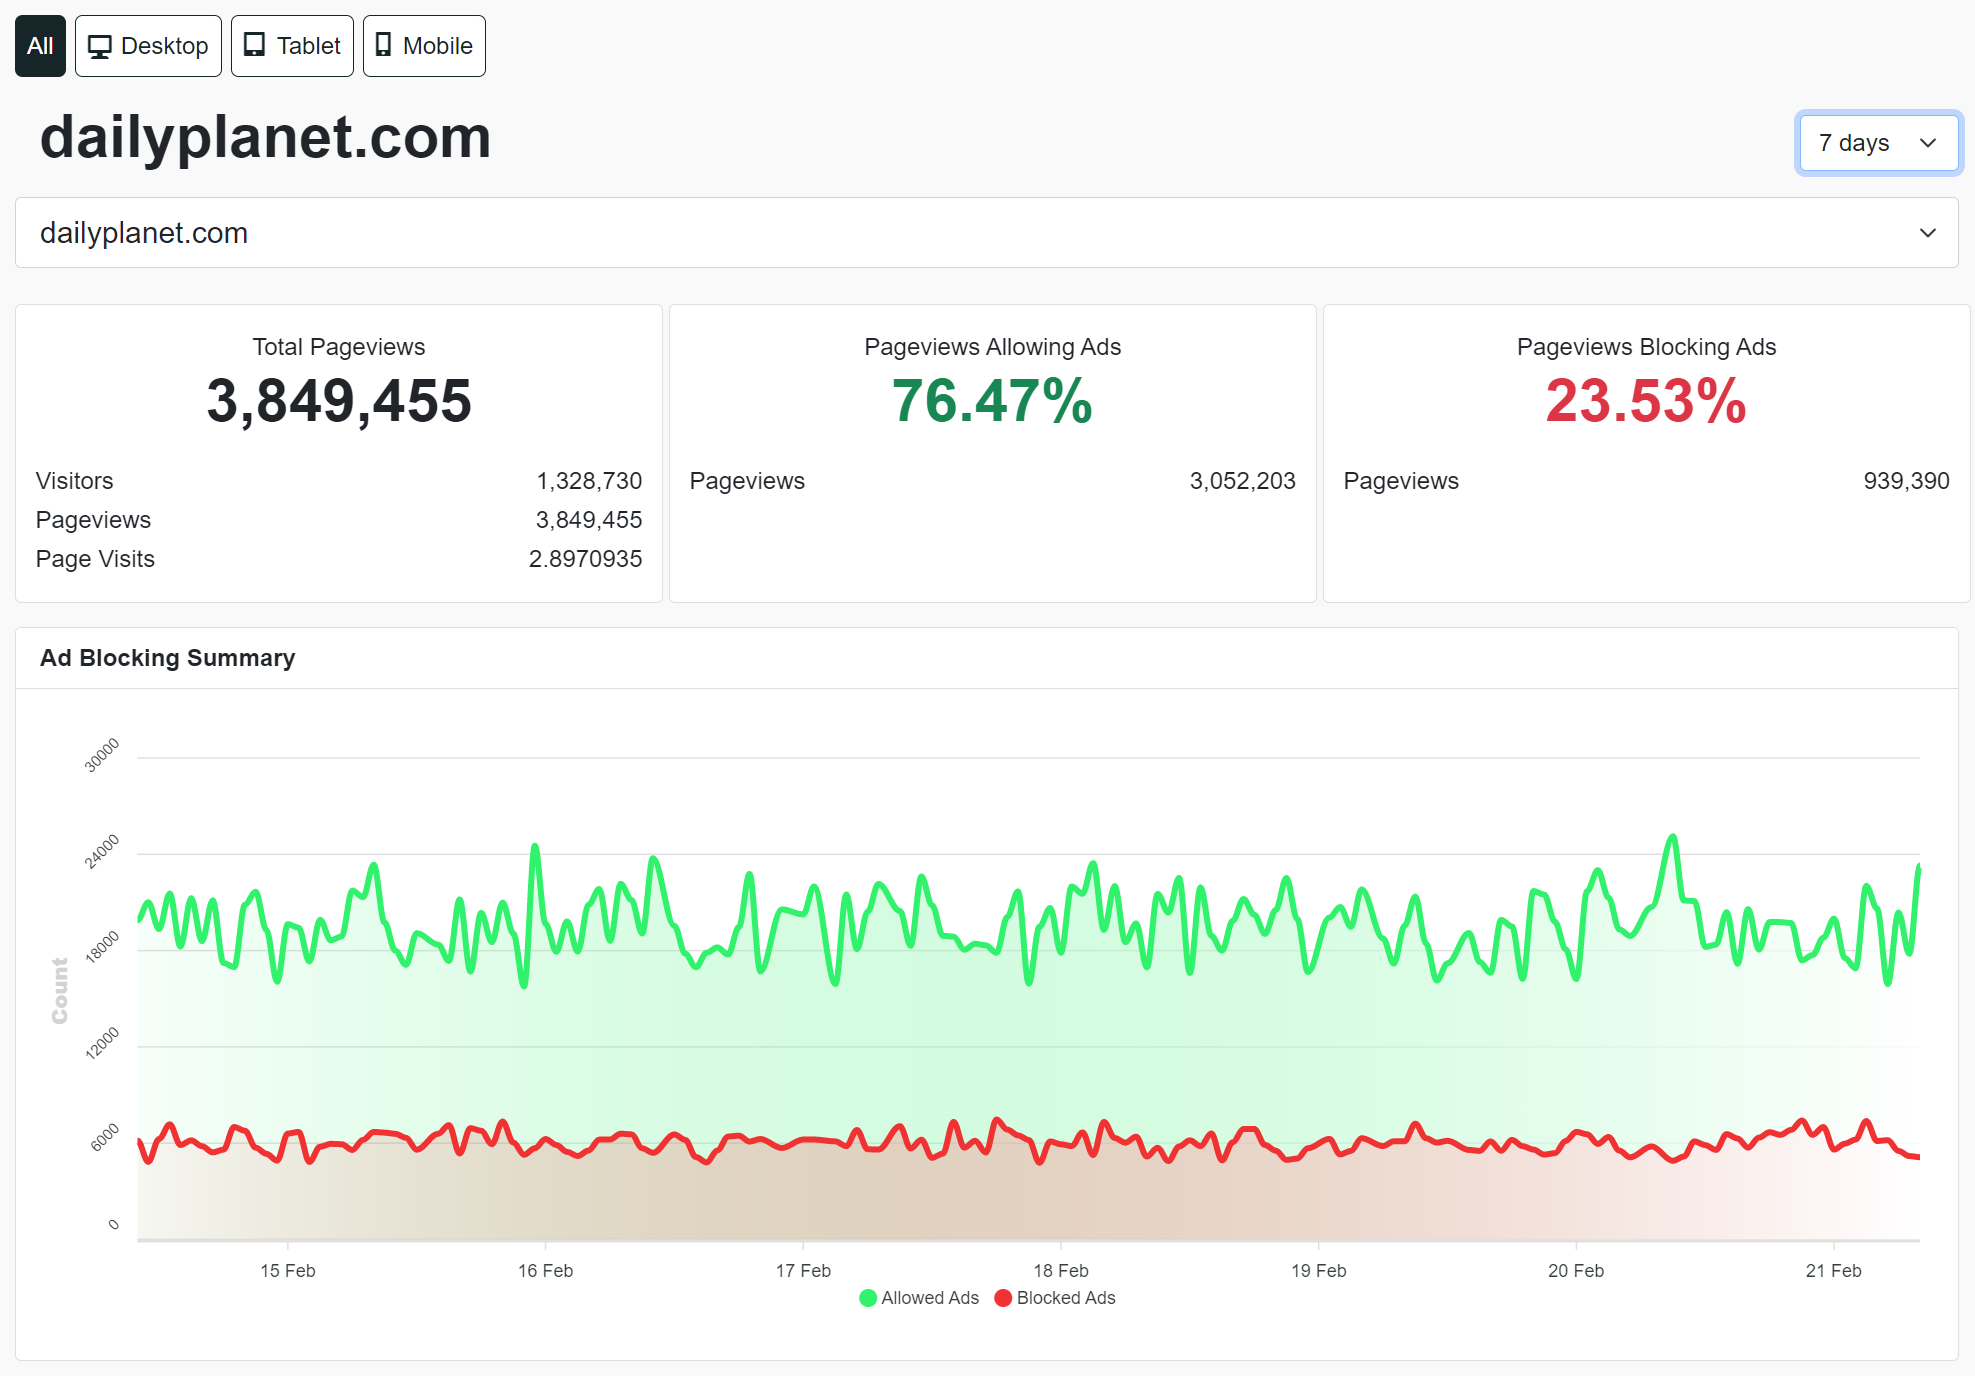 All Desktop Tablet Mobile
dailyplanet.com
7 days
dailyplanet.com
Total Pageviews
3,849,455
Visitors 1,328,730
Pageviews 3,849,455
Page Visits 2.8970935
Pageviews Allowing Ads
76.47%
Pageviews 3,052,203
Pageviews Blocking Ads
23.53%
Pageviews 939,390
Ad Blocking Summary
Count
30000
24000
18000
12000
6000
0
15 Feb 16 Feb 17 Feb 18 Feb 19 Feb 20 Feb 21 Feb
Allowed Ads Blocked Ads